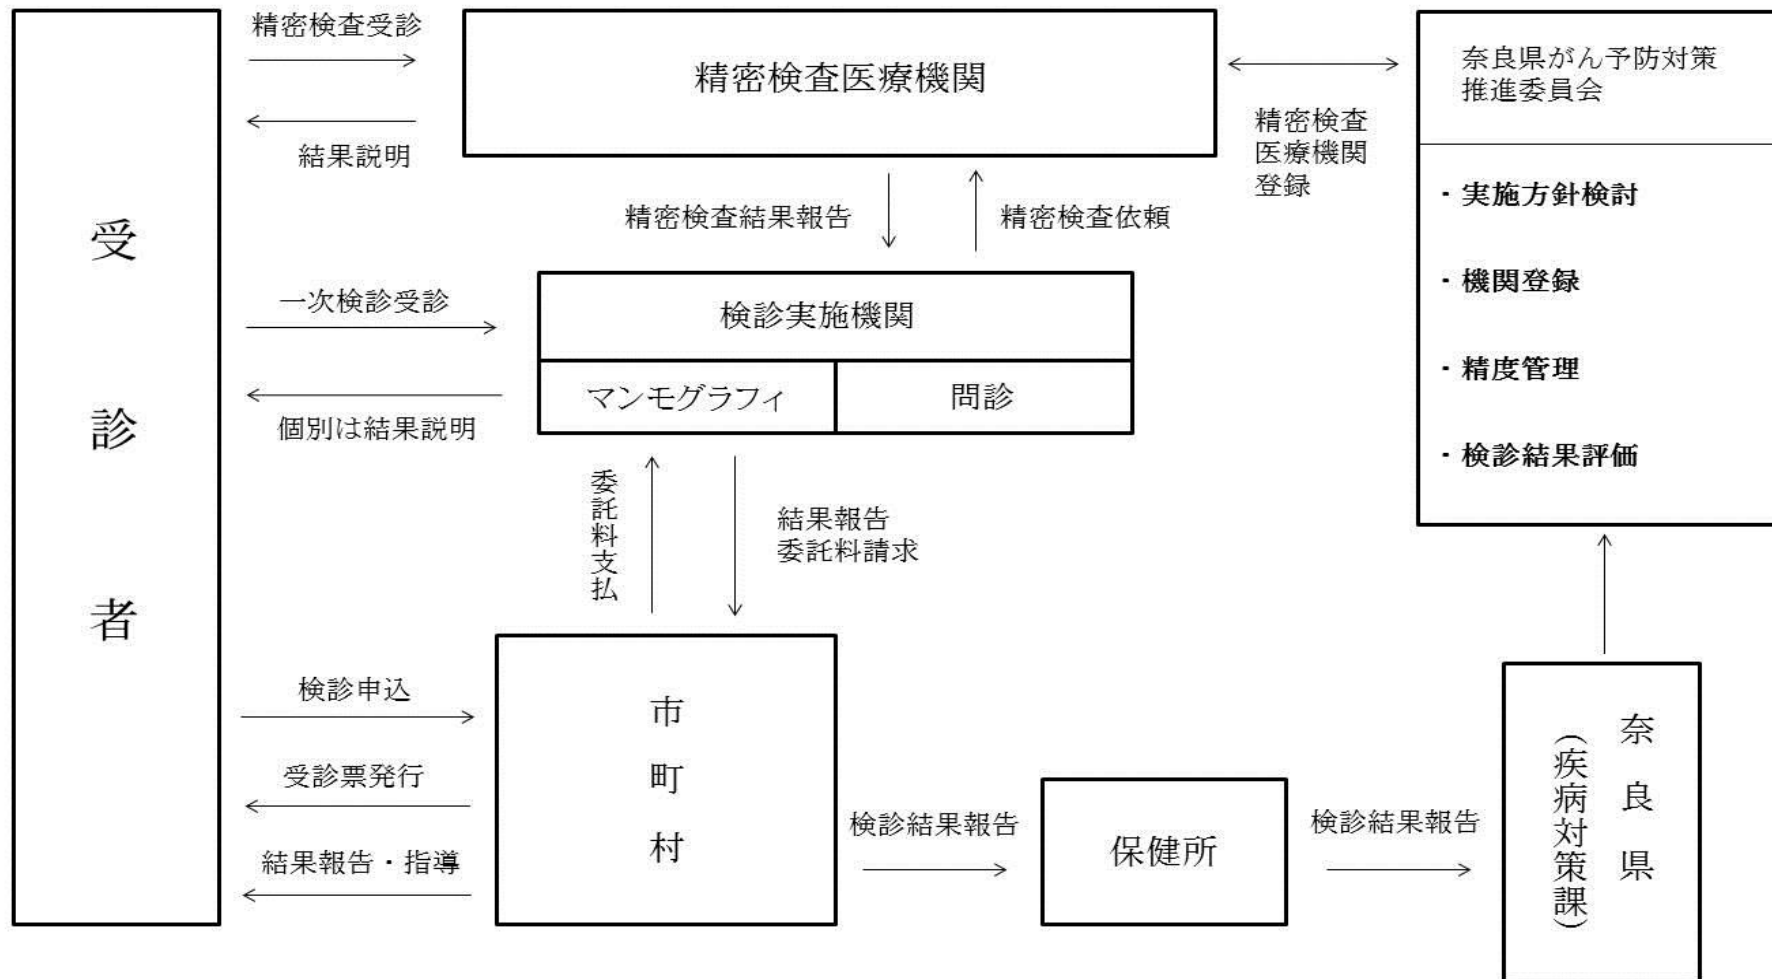 精密検査受診
結果説明
精密検査医療機関
精密検査
医療機関
登録
奈良県がん予防対策
推進委員会
・実施方針検討
・機関登録
・精度管理
・検診結果評価
精密検査結果報告
精密検査依頼
受診者
一次検診受診
個別は結果説明
検診実施機関
マンモグラフィ
問診
委託料支払
結果報告
委託料請求
検診申込
受診票発行
結果報告・指導
市町村
検診結果報告
保健所
検診結果報告
奈良県
(疾病対策課)